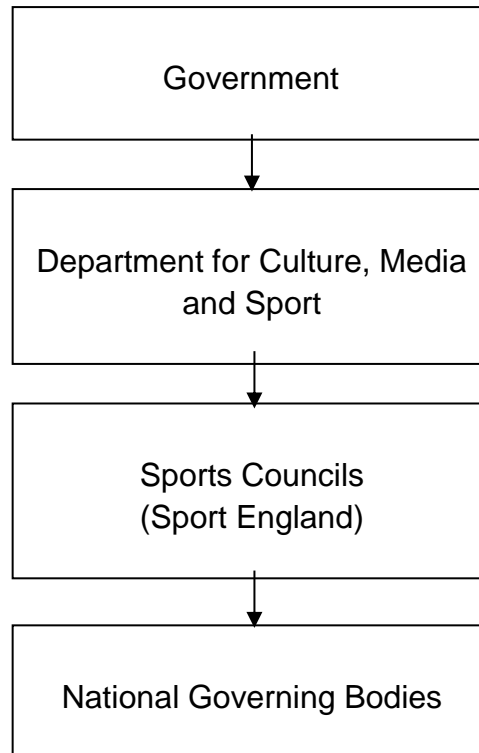 Government
Department for Culture, Media
and Sport
Sports Councils
(Sport England)
National Governing Bodies